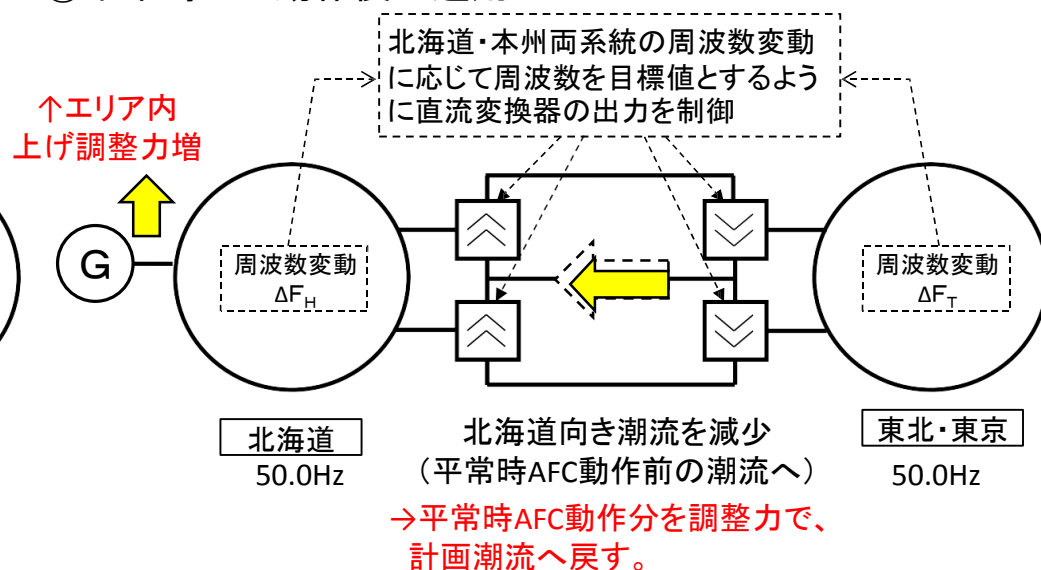 北海道・本州両系統の周波数変動
に応じて周波数を目標値とするよう
に直流変換器の出力を制御
↑エリア内
上げ調整力増
G
周波数変動
ΔFH
周波数変動
ΔFT
北海道
50.0Hz
北海道向き潮流を減少
（平常時AFC動作前の潮流へ）
→平常時AFC動作分を調整力で、
計画潮流へ戻す。
東北・東京
50.0Hz